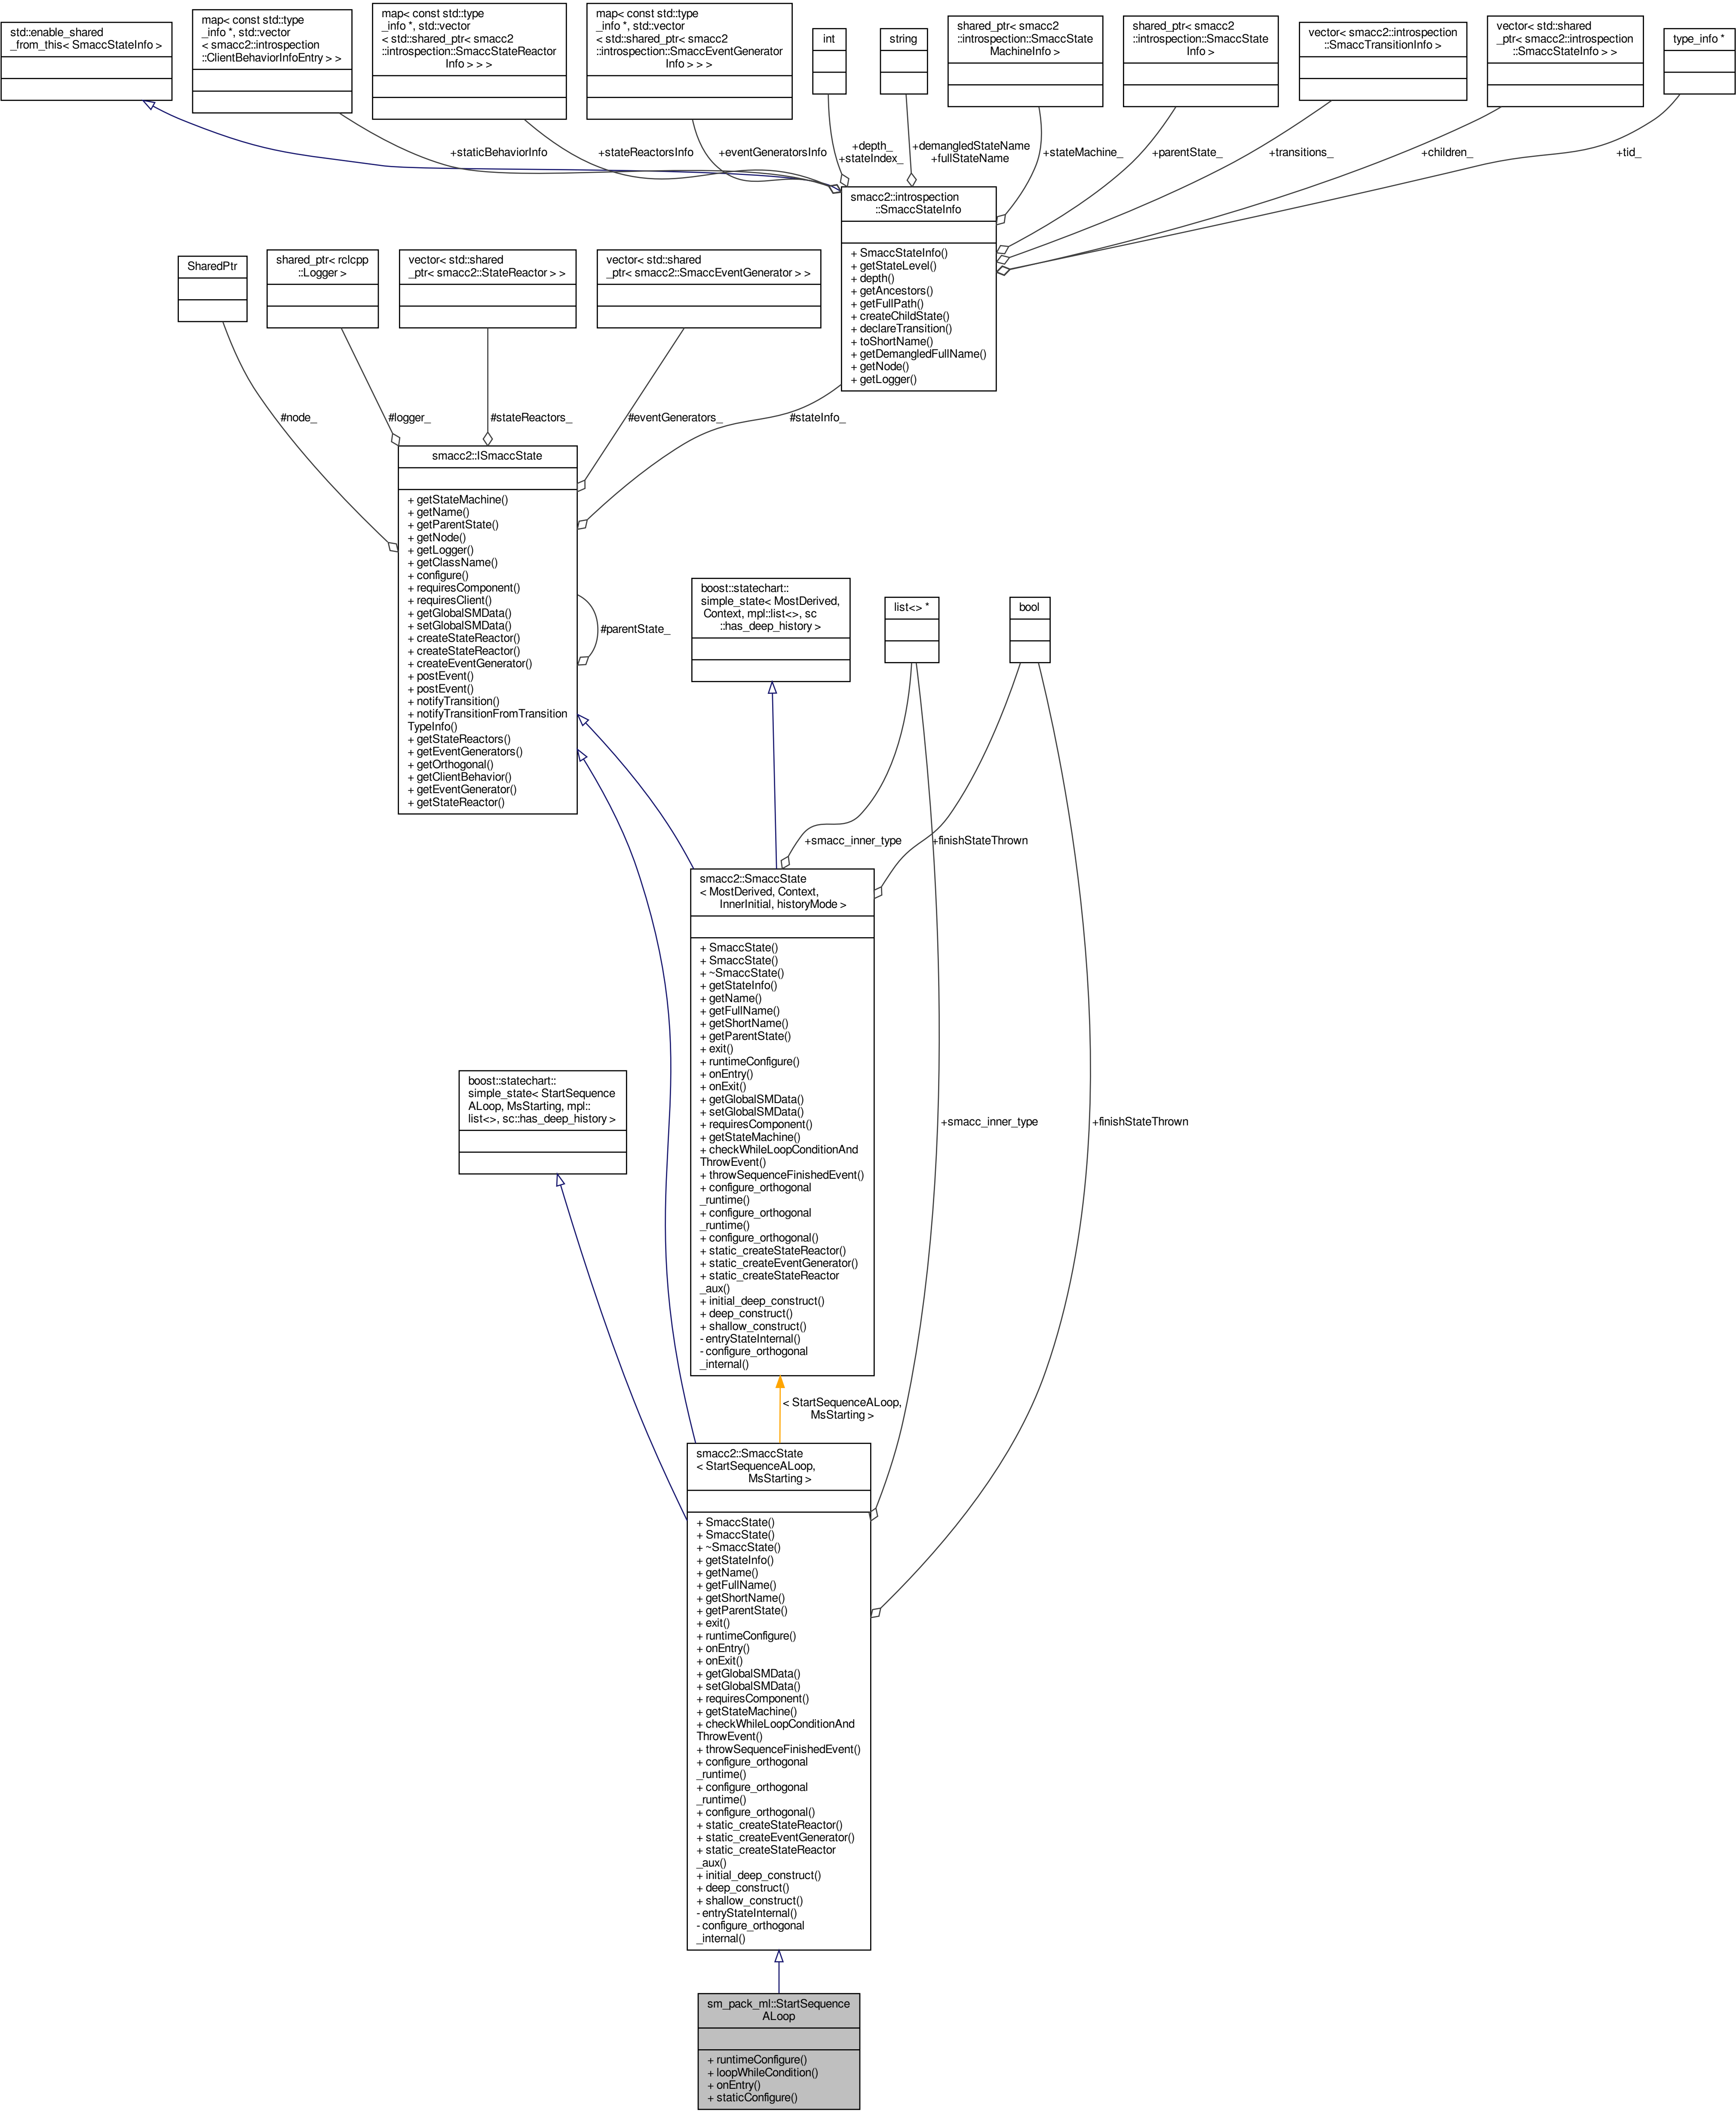 std::enable_shared
_from_this< SmaccStateInfo >
map< const std::type
_info *, std::vector
< smacc2::introspection
::ClientBehaviorInfoEntry > >
map< const std::type
_info *, std::vector
< std::shared_ptr< smacc2
::introspection::SmaccStateReactor
Info > > >
map< const std::type
_info *, std::vector
< std::shared_ptr< smacc2
::introspection::SmaccEventGenerator
Info > > >
int
string
shared_ptr< smacc2
::introspection::SmaccState
MachineInfo >
shared_ptr< smacc2
::introspection::SmaccState
Info >
vector< smacc2::introspection
::SmaccTransitionInfo >
vector< std::shared
_ptr< smacc2::introspection
::SmaccStateInfo > >
type_info *
+staticBehaviorInfo
+stateReactorsInfo
+eventGeneratorsInfo
+depth_
+stateIndex_
+demangledStateName
+fullStateName
+stateMachine_
+parentState_
+transitions_
+children_
+tid_
smacc2::introspection
::SmaccStateInfo
+ SmaccStateInfo()
+ getStateLevel()
+ depth()
+ getAncestors()
+ getFullPath()
+ createChildState()
+ declareTransition()
+ toShortName()
+ getDemangledFullName()
+ getNode()
+ getLogger()
SharedPtr
shared_ptr< rclcpp
::Logger >
vector< std::shared
_ptr< smacc2::StateReactor > >
vector< std::shared
_ptr< smacc2::SmaccEventGenerator > >
#node_
#logger_
#stateReactors_
#eventGenerators_
#stateInfo_
smacc2::ISmaccState
+ getStateMachine()
+ getName()
+ getParentState()
+ getNode()
+ getLogger()
+ getClassName()
+ configure()
+ requiresComponent()
+ requiresClient()
+ getGlobalSMData()
+ setGlobalSMData()
+ createStateReactor()
+ createStateReactor()
+ createEventGenerator()
+ postEvent()
+ postEvent()
+ notifyTransition()
+ notifyTransitionFromTransition
TypeInfo()
+ getStateReactors()
+ getEventGenerators()
+ getOrthogonal()
+ getClientBehavior()
+ getEventGenerator()
+ getStateReactor()
#parentState_
boost::statechart::
simple_state< MostDerived,
Context, mpl::list<>, sc
::has_deep_history >
list<> *
bool
+smacc_inner_type
+finishStateThrown
smacc2::SmaccState
< MostDerived, Context,
InnerInitial, historyMode >
+ SmaccState()
+ SmaccState()
+ ~SmaccState()
+ getStateInfo()
+ getName()
+ getFullName()
+ getShortName()
+ getParentState()
+ exit()
+ runtimeConfigure()
+ onEntry()
+ onExit()
+ getGlobalSMData()
+ setGlobalSMData()
+ requiresComponent()
+ getStateMachine()
+ checkWhileLoopConditionAnd
ThrowEvent()
+ throwSequenceFinishedEvent()
+ configure_orthogonal
_runtime()
+ configure_orthogonal
_runtime()
+ configure_orthogonal()
+ static_createStateReactor()
+ static_createEventGenerator()
+ static_createStateReactor
_aux()
+ initial_deep_construct()
+ deep_construct()
+ shallow_construct()
- entryStateInternal()
- configure_orthogonal
_internal()
boost::statechart::
simple_state< StartSequence
ALoop, MsStarting, mpl::
list<>, sc::has_deep_history >
+smacc_inner_type
+finishStateThrown
< StartSequenceALoop,
MsStarting >
smacc2::SmaccState
< StartSequenceALoop,
MsStarting >
+ SmaccState()
+ SmaccState()
+ ~SmaccState()
+ getStateInfo()
+ getName()
+ getFullName()
+ getShortName()
+ getParentState()
+ exit()
+ runtimeConfigure()
+ onEntry()
+ onExit()
+ getGlobalSMData()
+ setGlobalSMData()
+ requiresComponent()
+ getStateMachine()
+ checkWhileLoopConditionAnd
ThrowEvent()
+ throwSequenceFinishedEvent()
+ configure_orthogonal
_runtime()
+ configure_orthogonal
_runtime()
+ configure_orthogonal()
+ static_createStateReactor()
+ static_createEventGenerator()
+ static_createStateReactor
_aux()
+ initial_deep_construct()
+ deep_construct()
+ shallow_construct()
- entryStateInternal()
- configure_orthogonal
_internal()
sm_pack_ml::StartSequence
ALoop
+ runtimeConfigure()
+ loopWhileCondition()
+ onEntry()
+ staticConfigure()